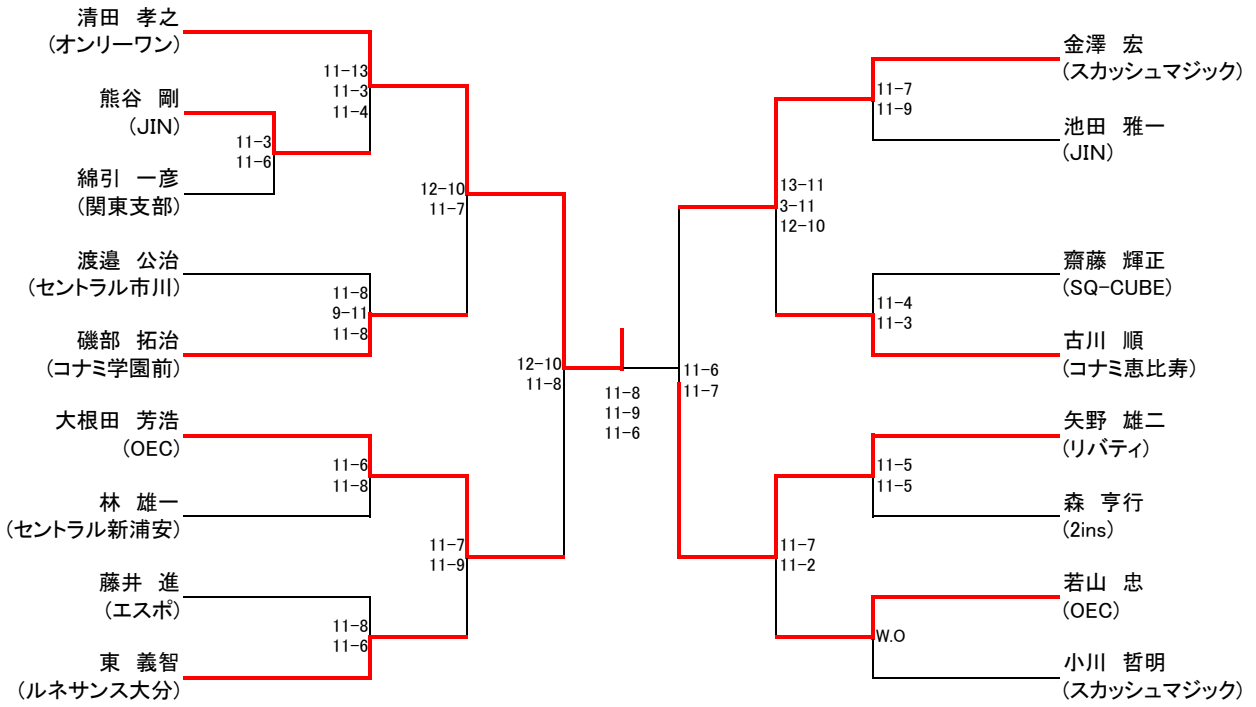 清田 孝之
(オンリーワン)
熊谷 剛
(JIN)
綿引 一彦
(関東支部)
渡邉 公治
(セントラル市川)
磯部 拓治
(コナミ学園前)
大根田 芳浩
(OEC)
林 雄一
(セントラル新浦安)
藤井 進
(エスポ)
東 義智
(ルネサンス大分)
11-3
11-6
11-13
11-3
11-4
11-8
9-11
11-8
11-6
11-8
11-8
11-6
12-10
11-7
11-7
11-9
12-10
11-8
11-8
11-9
11-6
11-6
11-7
13-11
3-11
12-10
11-7
11-2
11-7
11-9
11-4
11-3
11-5
11-5
W.O
金澤 宏
(スカッシュマジック)
池田 雅一
(JIN)
齋藤 輝正
(SQ-CUBE)
古川 順
(コナミ恵比寿)
矢野 雄二
(リバティ)
森 亨行
(2ins)
若山 忠
(OEC)
小川 哲明
(スカッシュマジック)